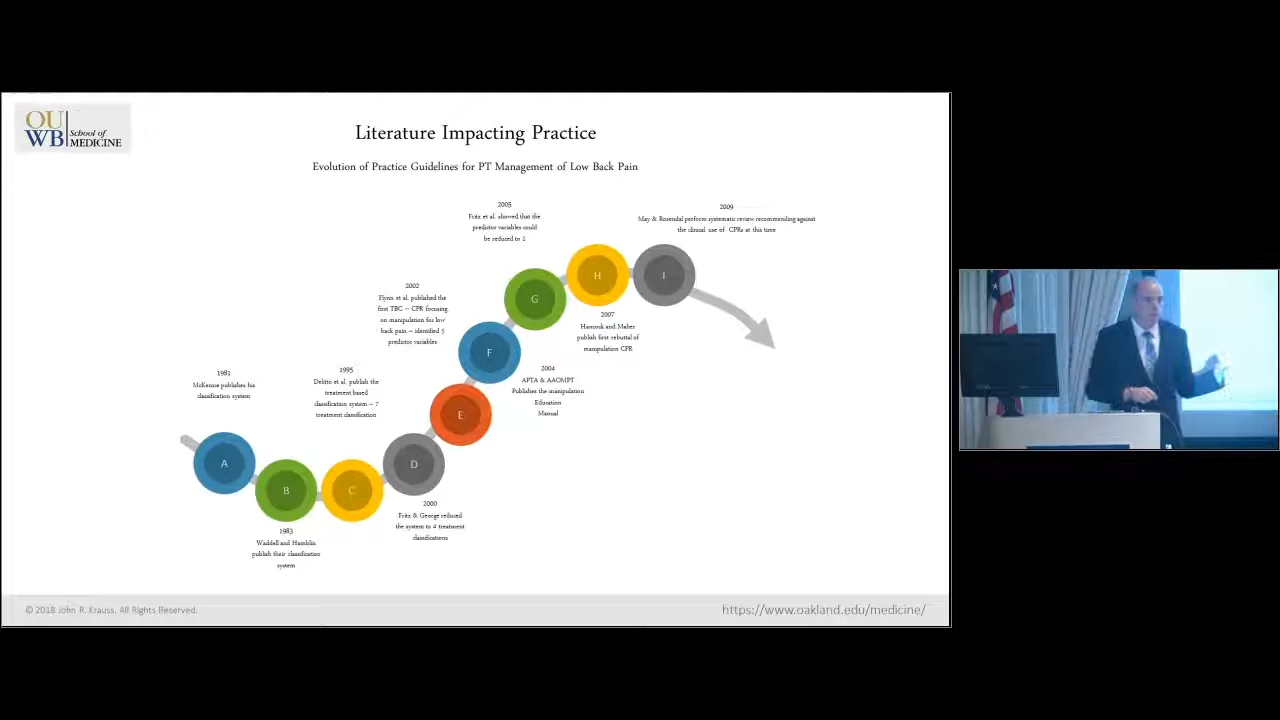 OU
WB
School of
MEDICINE
Literature Impacting Practice
Evolution of Practice Guidelines for PT Management of Low Back Pain
1981
McKenzie publishes his
classification system
A
1983
Waddell and Hamblin
publish their classification
system
B
1995
Delitto et al. publish the
treatment based
classification system – 7
treatment classification
C
2000
Fritz & George reduced
the system to 4 treatment
classifications
D
2002
Flynn et al. published the
first TBC – CPR focusing
on manipulation for low
back pain – identified 5
predictor variables
E
2004
APTA & AAOMPT
Publishes the manipulation
Education
Manual
F
2005
Fritz et al. showed that the
predictor variables could
be reduced to 2
G
2007
Hancock and Maher
publish first rebuttal of
manipulation CPR
H
2009
May & Rosendal perform systematic review recommending against
the clinical use of CPRs at this time
I
© 2018 John R. Krauss. All Rights Reserved.
https://www.oakland.edu/medicine/